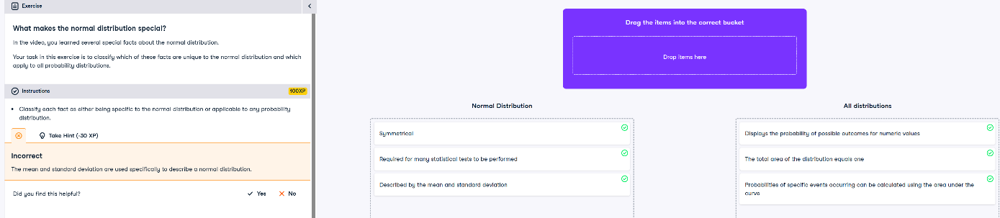 Exercise
What makes the normal distribution special?
In the video, you learned several special facts about the normal distribution.
Your task in this exercise is to classify which of these facts are unique to the normal distribution and which
apply to all probability distributions.
Instructions
100XP
• Classify each fact as either being specific to the normal distribution or applicable to any probability
distribution.
Take Hint (-30 XP)
Incorrect
The mean and standard deviation are used specifically to describe a normal distribution.
Did you find this helpful?
Yes
No
Drag the items into the correct bucket
Drop items here
Normal Distribution
Symmetrical
Required for many statistical tests to be performed
Described by the mean and standard deviation
All distributions
Displays the probability of possible outcomes for numeric values
The total area of the distribution equals one
Probabilities of specific events occurring can be calculated using the area under the
curve